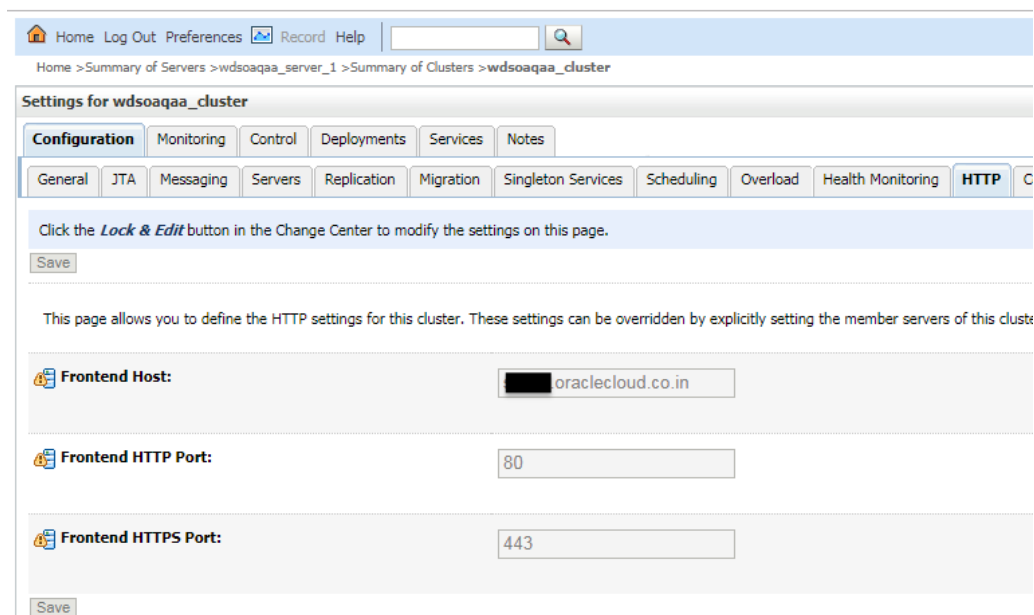 Home Log Out Preferences Record Help
Home >Summary of Servers >wdsoaqaa_server_1 >Summary of Clusters >wdsoaqaa_cluster
Settings for wdsoaqaa_cluster
Configuration Monitoring Control Deployments Services Notes
General JTA Messaging Servers Replication Migration Singleton Services Scheduling Overload Health Monitoring HTTP
Click the Lock & Edit button in the Change Center to modify the settings on this page.
Save
This page allows you to define the HTTP settings for this cluster. These settings can be overridden by explicitly setting the member servers of this
Frontend Host:
.oraclecloud.co.in
Frontend HTTP Port:
80
Frontend HTTPS Port:
443
Save